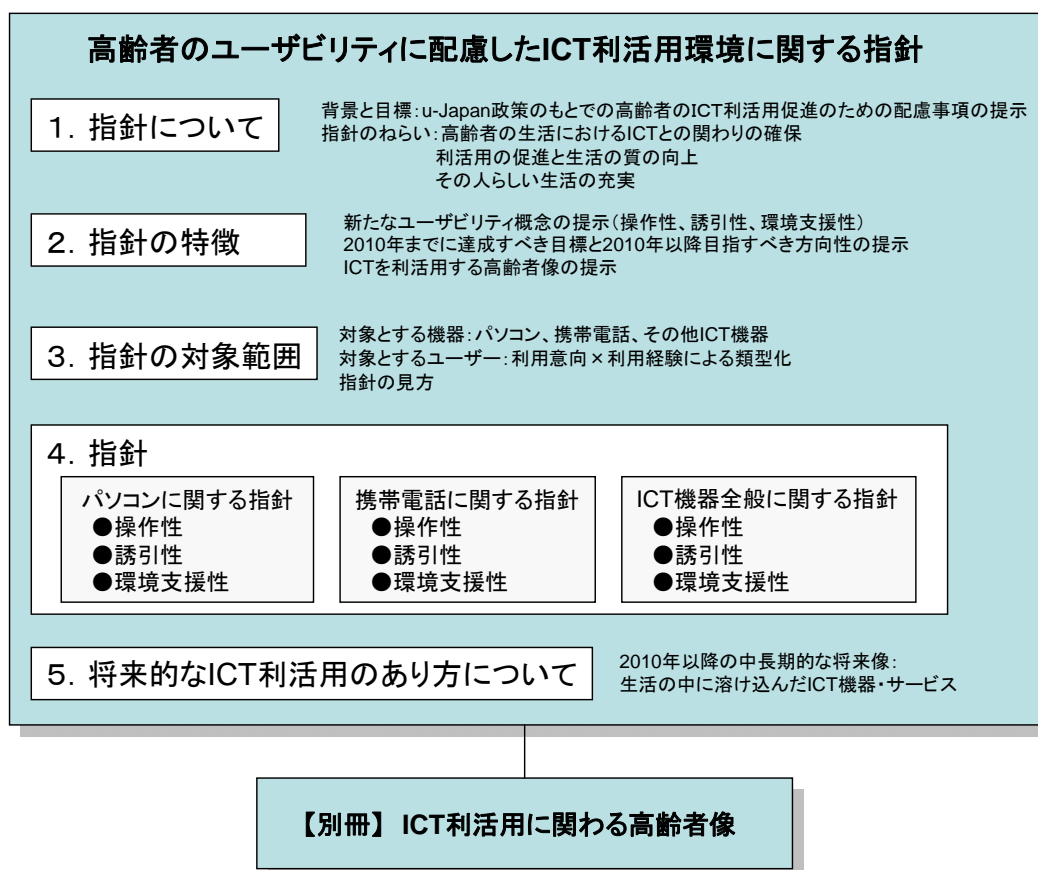 高齢者のユーザビリティに配慮したICT利活用環境に関する指針
1. 指針について
背景と目標:u-Japan政策のもとでの高齢者のICT利活用促進のための配慮事項の提示
指針のねらい:高齢者の生活におけるICTとの関わりの確保
利活用の促進と生活の質の向上
その人らしい生活の充実
2. 指針の特徴
新たなユーザビリティ概念の提示(操作性、誘引性、環境支援性)
2010年までに達成すべき目標と2010年以降目指すべき方向性の提示
ICTを利活用する高齢者像の提示
3. 指針の対象範囲
対象とする機器:パソコン、携帯電話、その他ICT機器
対象とするユーザー:利用意向×利用経験による類型化
指針の見方
4. 指針
パソコンに関する指針
●操作性
●誘引性
●環境支援性
携帯電話に関する指針
●操作性
●誘引性
●環境支援性
ICT機器全般に関する指針
●操作性
●誘引性
●環境支援性
5. 将来的なICT利活用のあり方について
2010年以降の中長期的な将来像:
生活の中に溶け込んだICT機器・サービス
【別冊】 ICT利活用に関わる高齢者像